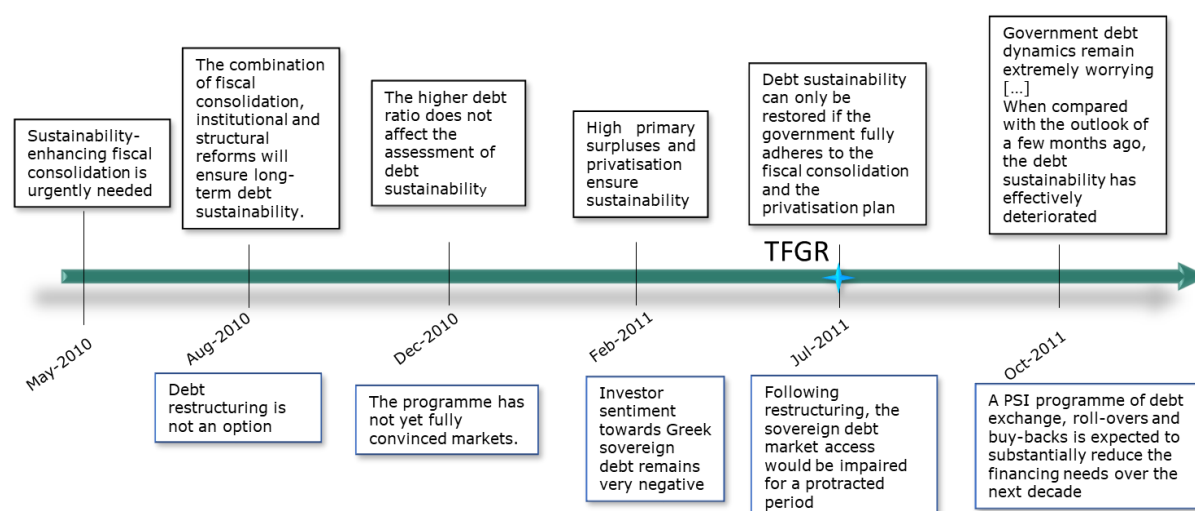 Sustainability-
enhancing fiscal
consolidation is
urgently needed
The combination
of fiscal
consolidation,
institutional and
structural
reforms will
ensure long-
term debt
sustainability.
The higher debt
ratio does not
affect the
assessment of
debt
sustainability
High primary
surpluses and
privatisation
ensure
sustainability
Debt sustainability
can only be
restored if the
government fully
adheres to the
fiscal consolidation
and the
privatisation plan
Government debt
dynamics remain
extremely worrying
[...]
When compared
with the outlook of
a few months ago,
the debt
sustainability has
effectively
deteriorated
TFGR
May-2010
Aug-2010
Dec-2010
Feb-2011
Jul-2011
Oct-2011
Debt
restructuring is
not an option
The programme has
not yet fully
convinced markets.
Investor
sentiment
towards Greek
sovereign
debt remains
very negative
Following
restructuring, the
sovereign debt
market access
would be impaired
for a protracted
period
A PSI programme of debt
exchange, roll-overs and
buy-backs is expected to
substantially reduce the
financing needs over the
next decade